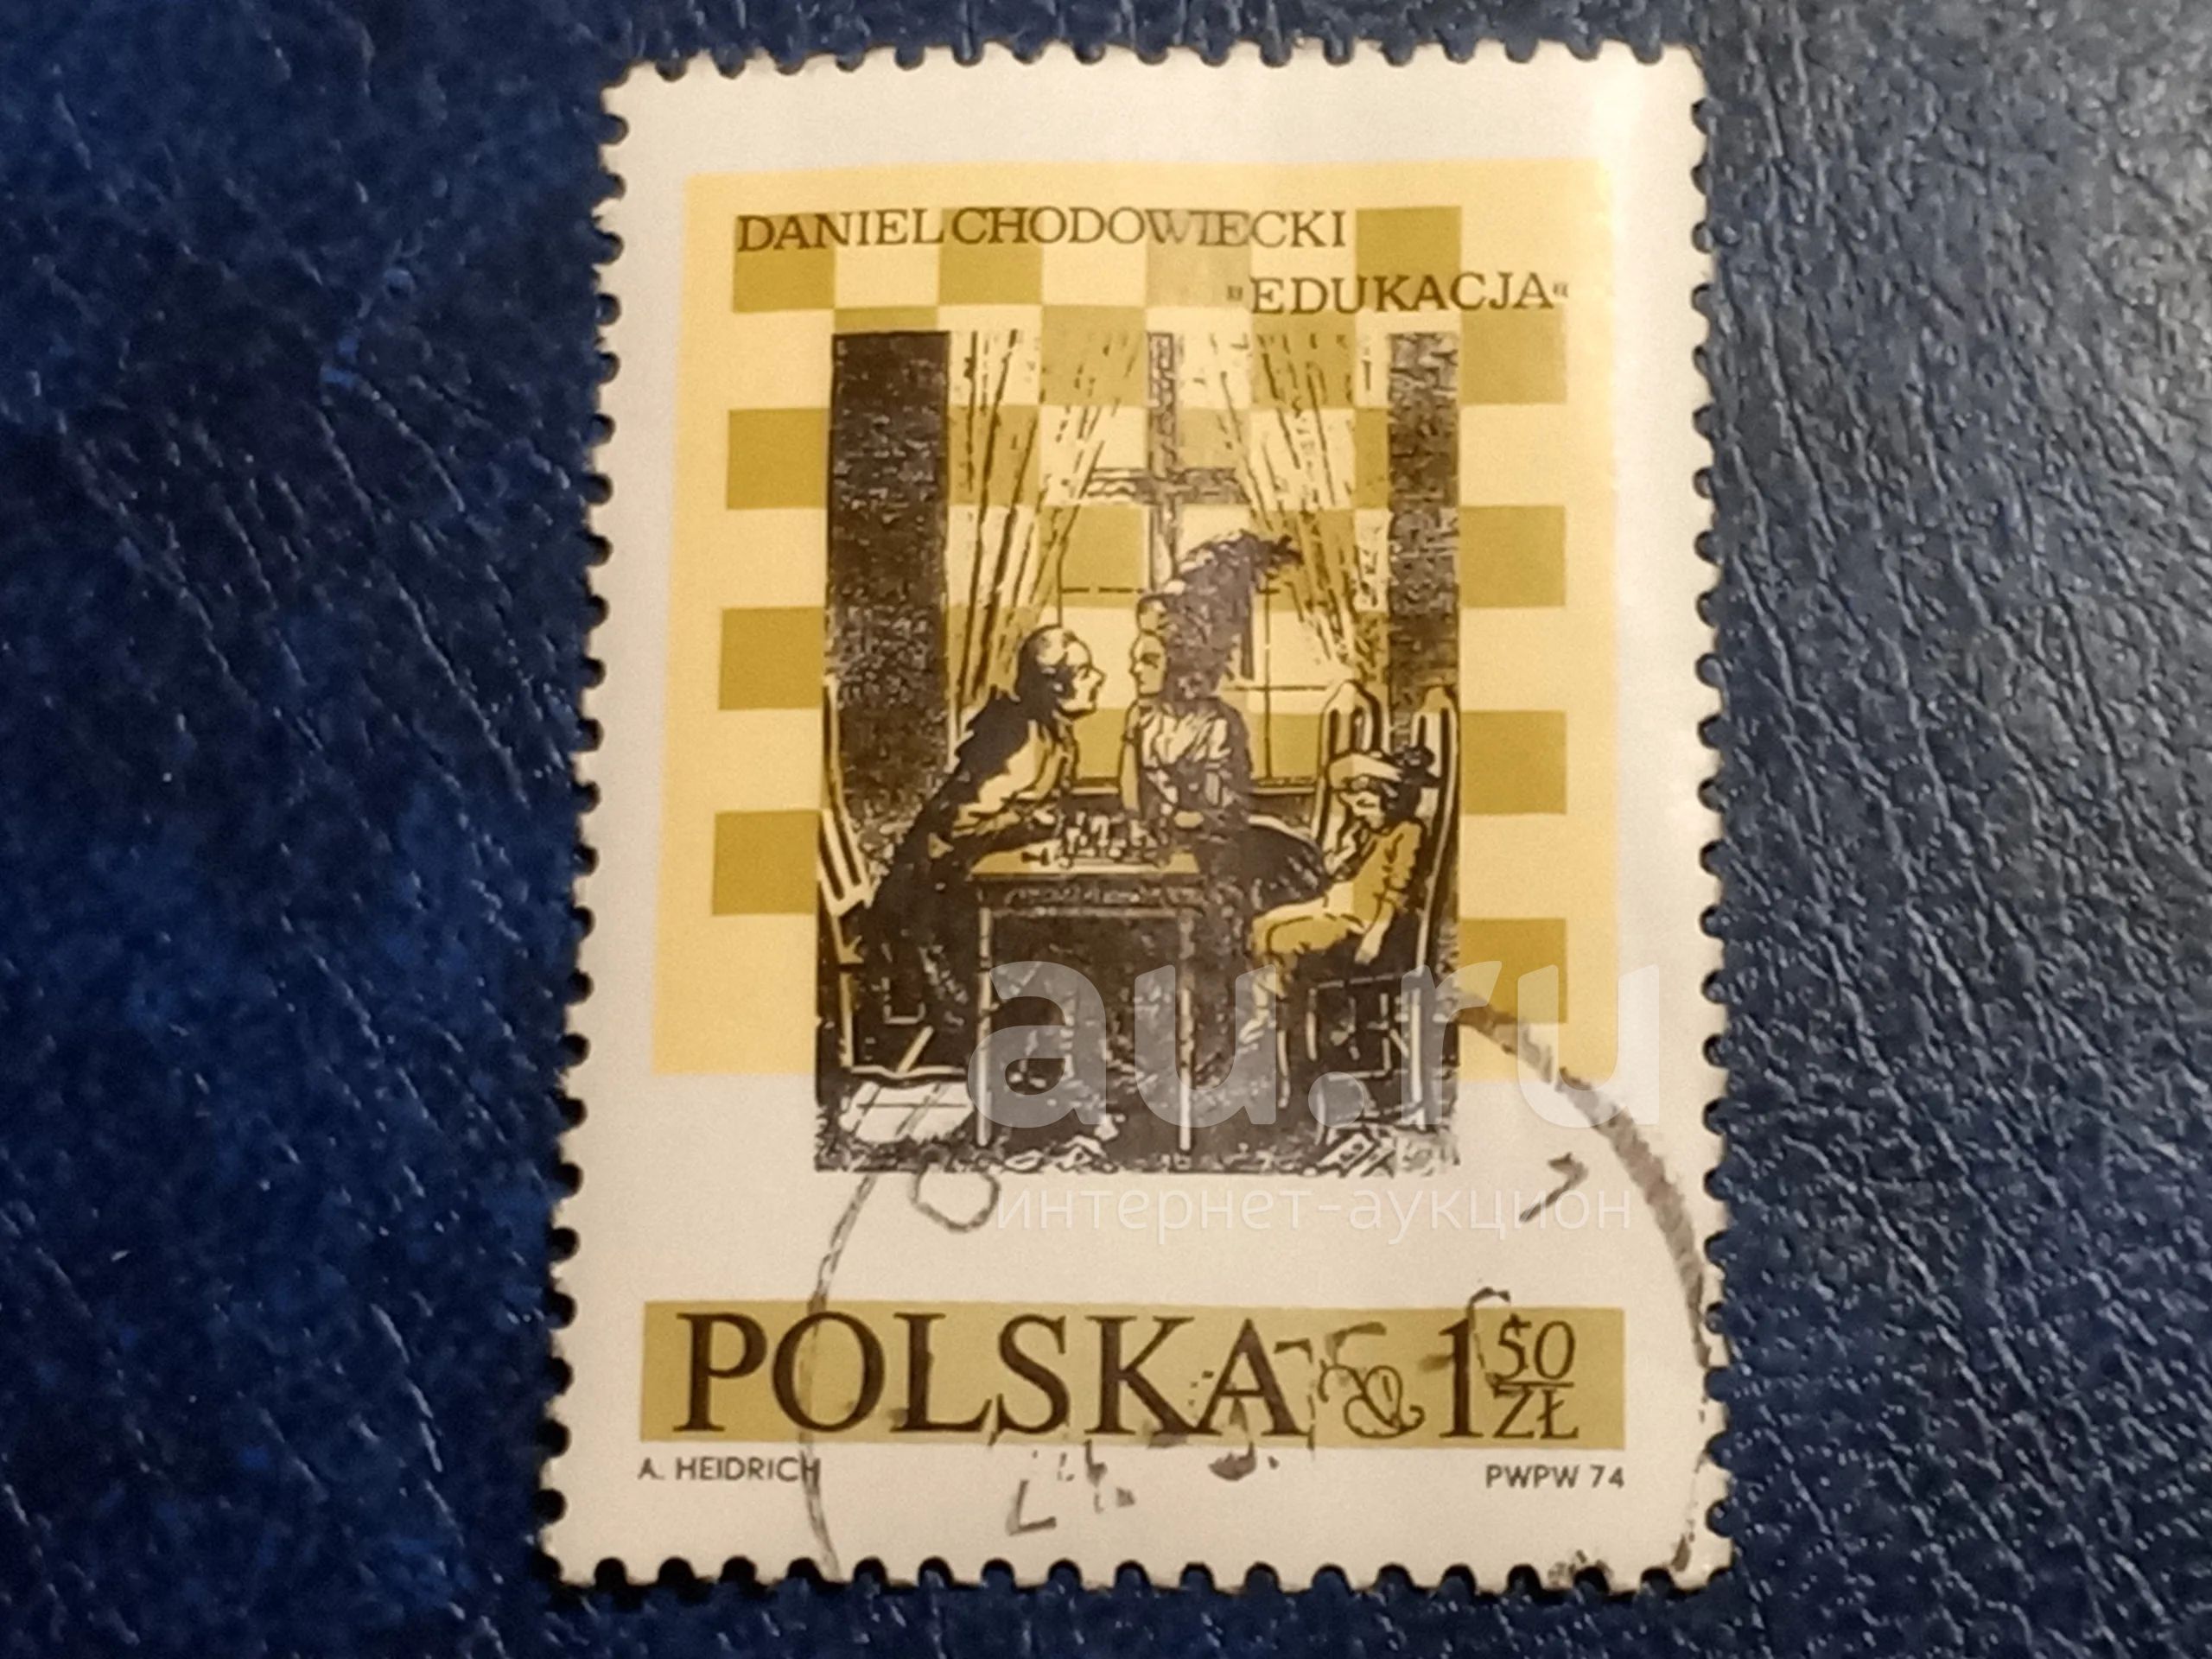 DANIEL CHODOWIECKI
"EDUKACJA"
au.ru
интернет-аукцион
POLSKA 1 50 ZŁ
A. HEIDRICH PWPW 74